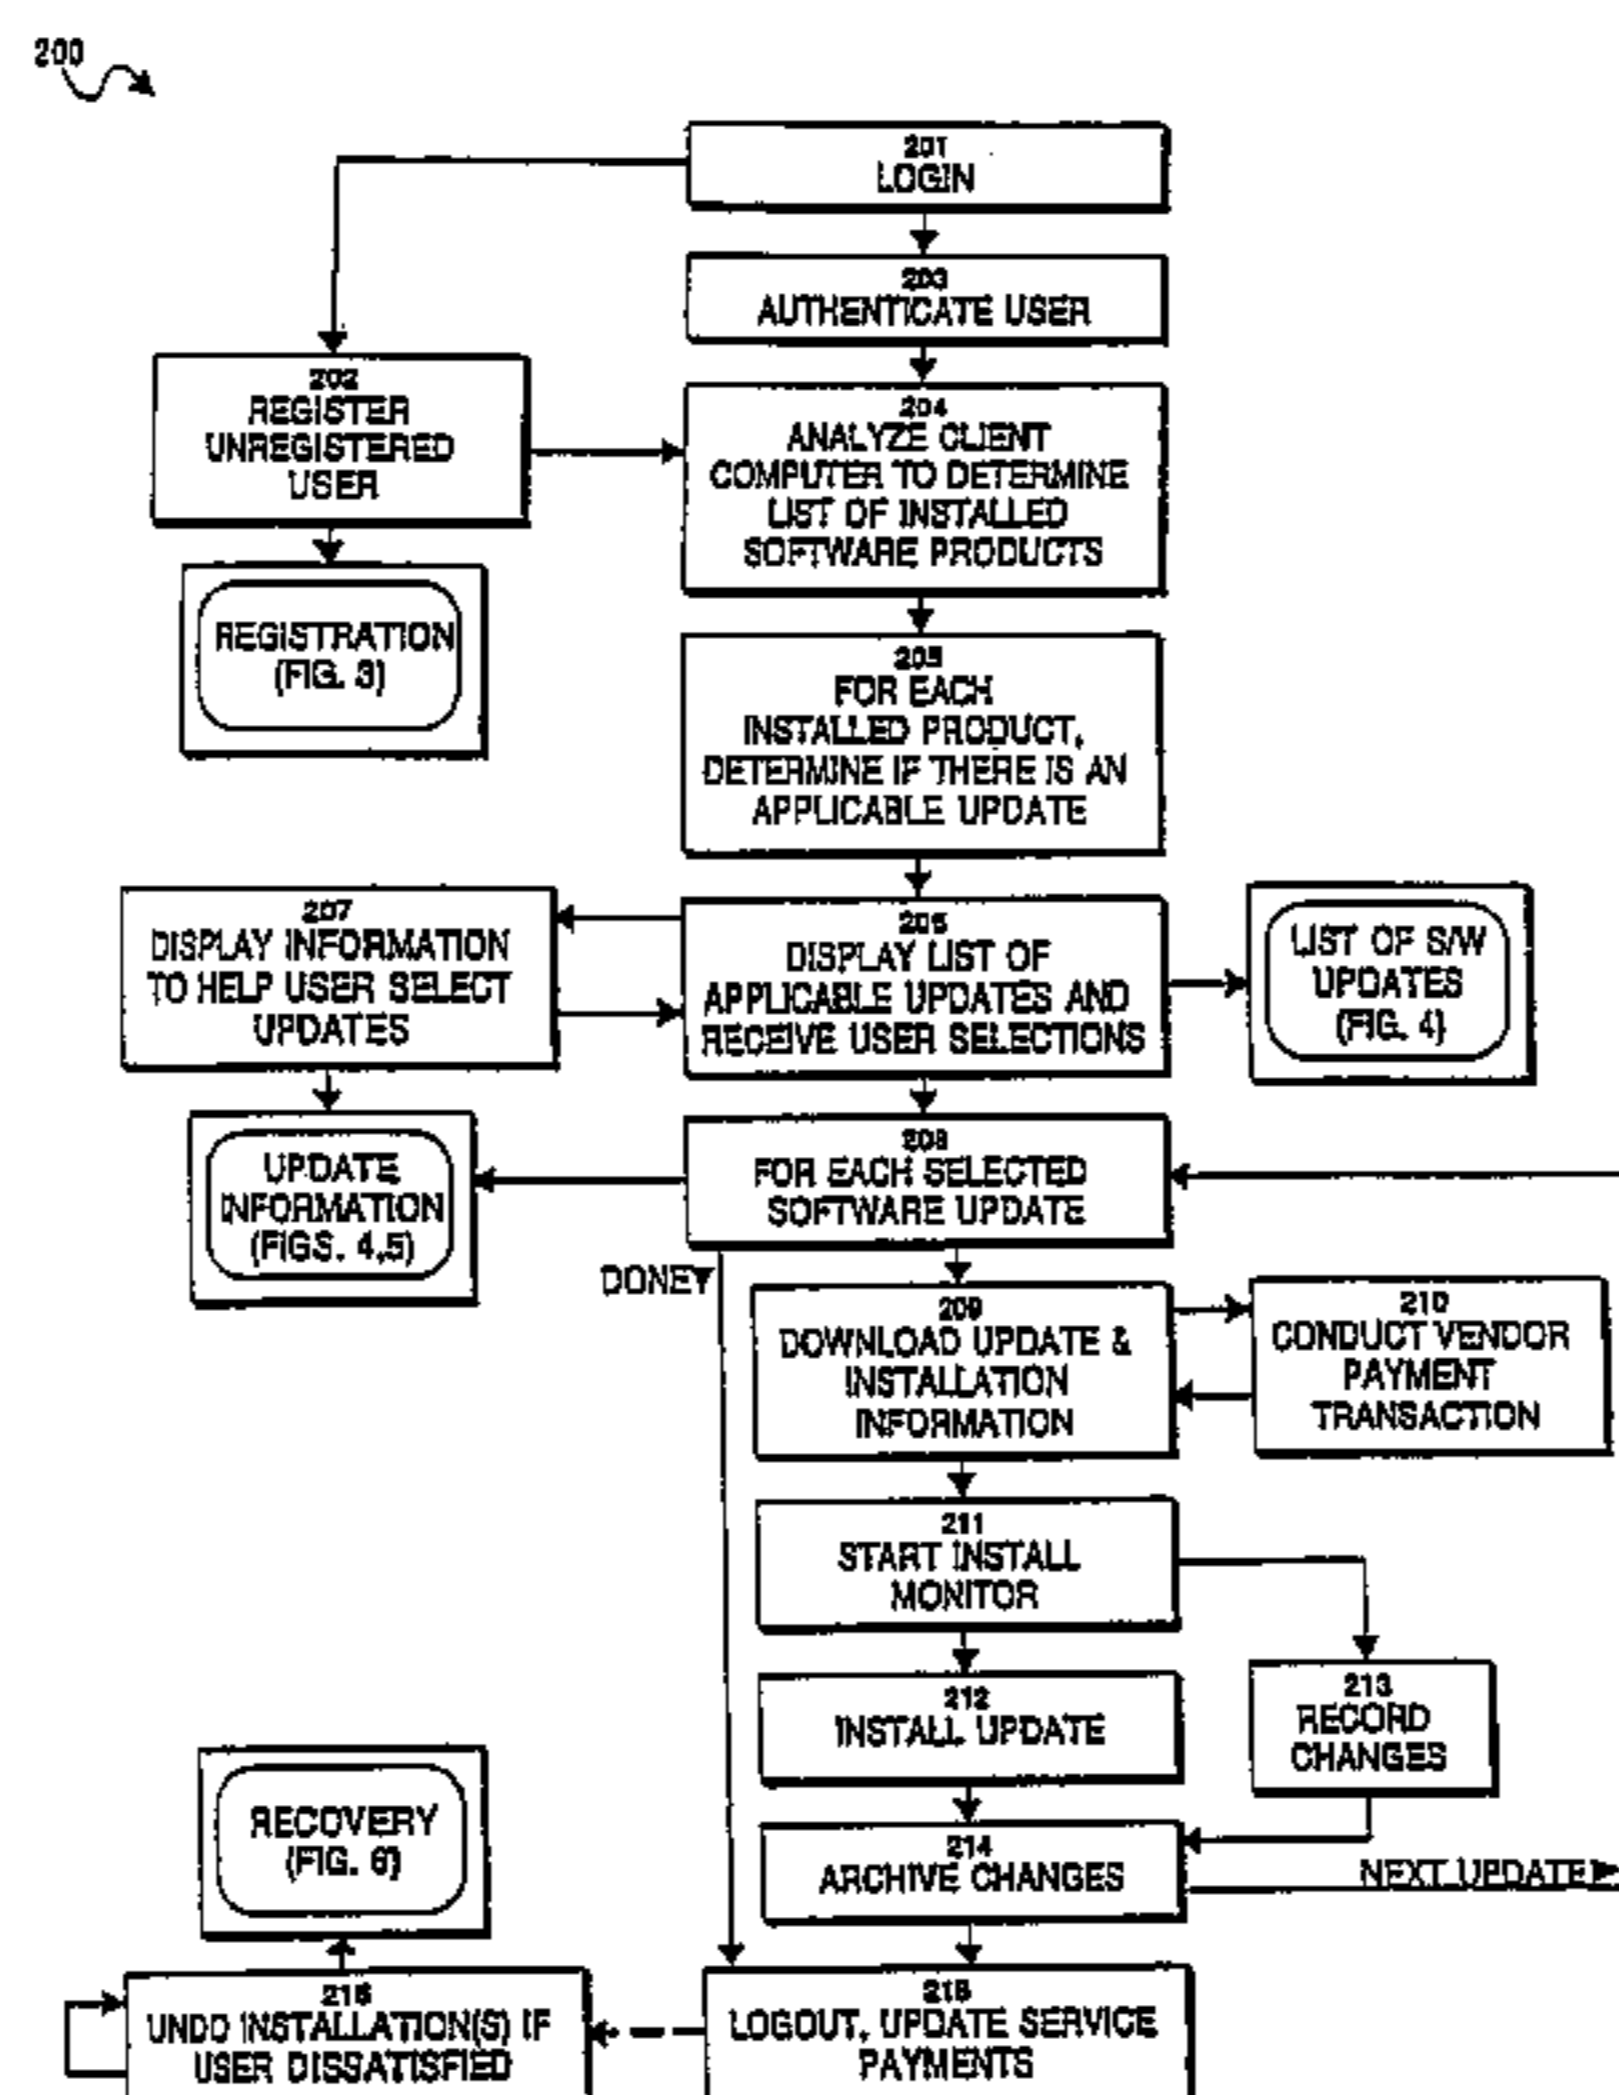 200
201
LOGIN
203
AUTHENTICATE USER
202
REGISTER
UNREGISTERED
USER
204
ANALYZE CLIENT
COMPUTER TO DETERMINE
LIST OF INSTALLED
SOFTWARE PRODUCTS
REGISTRATION
(FIG. 3)
205
FOR EACH
INSTALLED PRODUCT,
DETERMINE IF THERE IS AN
APPLICABLE UPDATE
207
DISPLAY INFORMATION
TO HELP USER SELECT
UPDATES
206
DISPLAY LIST OF
APPLICABLE UPDATES AND
RECEIVE USER SELECTIONS
LIST OF S/W
UPDATES
(FIG. 4)
UPDATE
INFORMATION
(FIGS. 4,5)
208
FOR EACH SELECTED
SOFTWARE UPDATE
DONE
209
DOWNLOAD UPDATE &
INSTALLATION
INFORMATION
210
CONDUCT VENDOR
PAYMENT
TRANSACTION
211
START INSTALL
MONITOR
212
INSTALL UPDATE
213
RECORD
CHANGES
RECOVERY
(FIG. 6)
214
ARCHIVE CHANGES
NEXT UPDATE
216
UNDO INSTALLATION(S) IF
USER DISSATISFIED
215
LOGOUT, UPDATE SERVICE
PAYMENTS